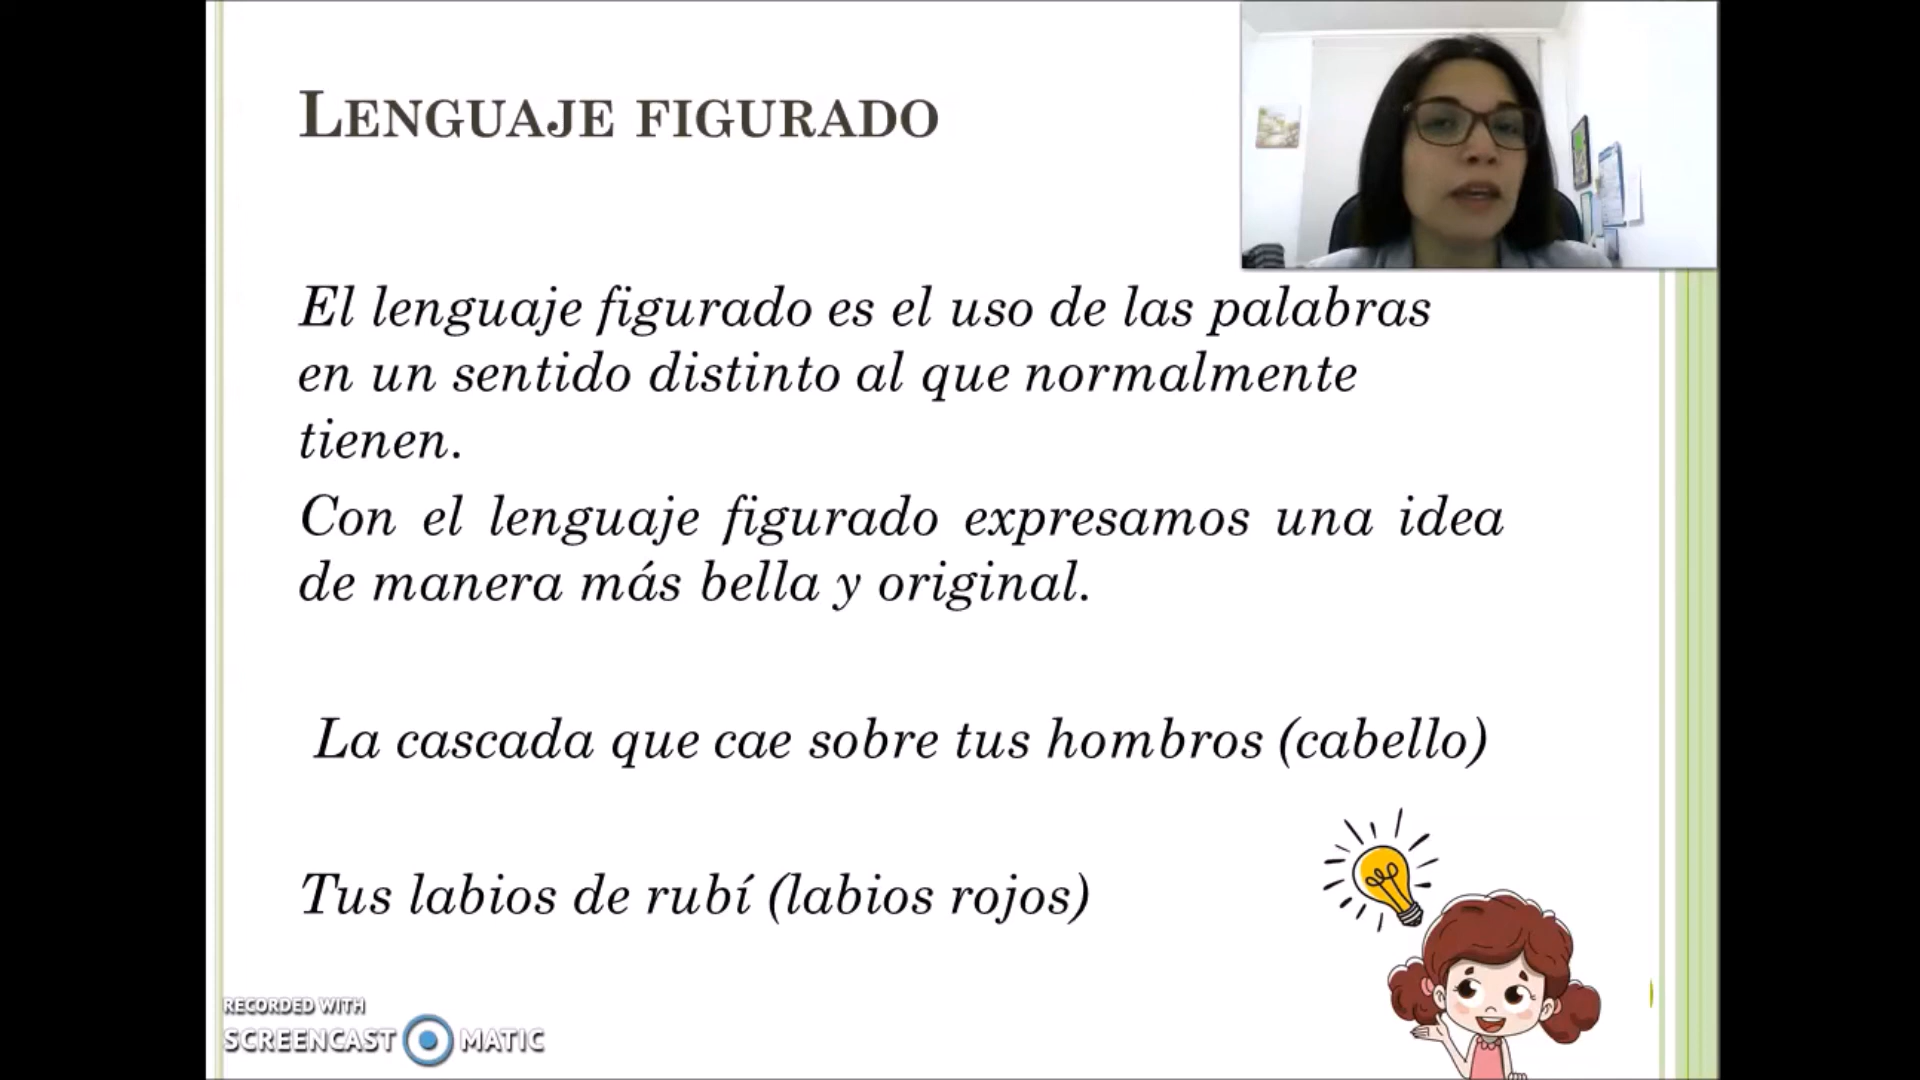 LENGUAJE FIGURADO
El lenguaje figurado es el uso de las palabras
en un sentido distinto al que normalmente
tienen.
Con el lenguaje figurado expresamos una idea
de manera más bella y original.
La cascada que cae sobre tus hombros (cabello)
Tus labios de rubí (labios rojos)
RECORDED WITH
SCREENCAST MATIC